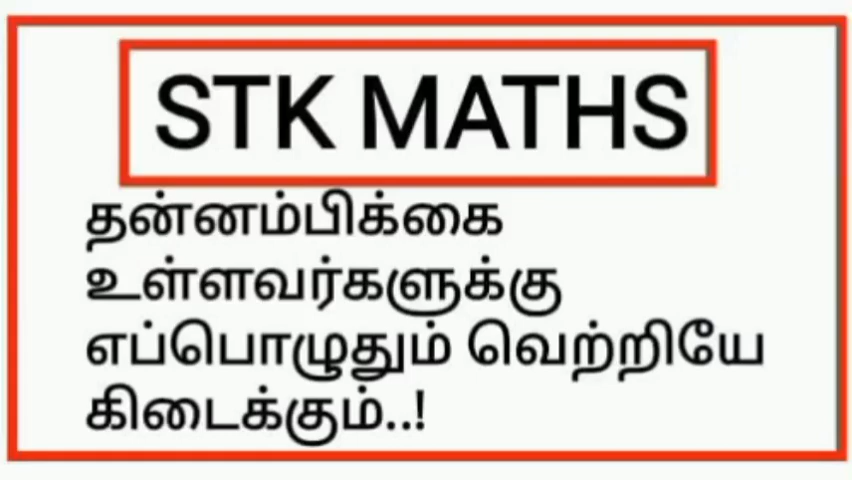 STK MATHS
தன்னம்பிக்கை
உள்ளவர்களுக்கு
எப்பொழுதும் வெற்றியே
கிடைக்கும்..!